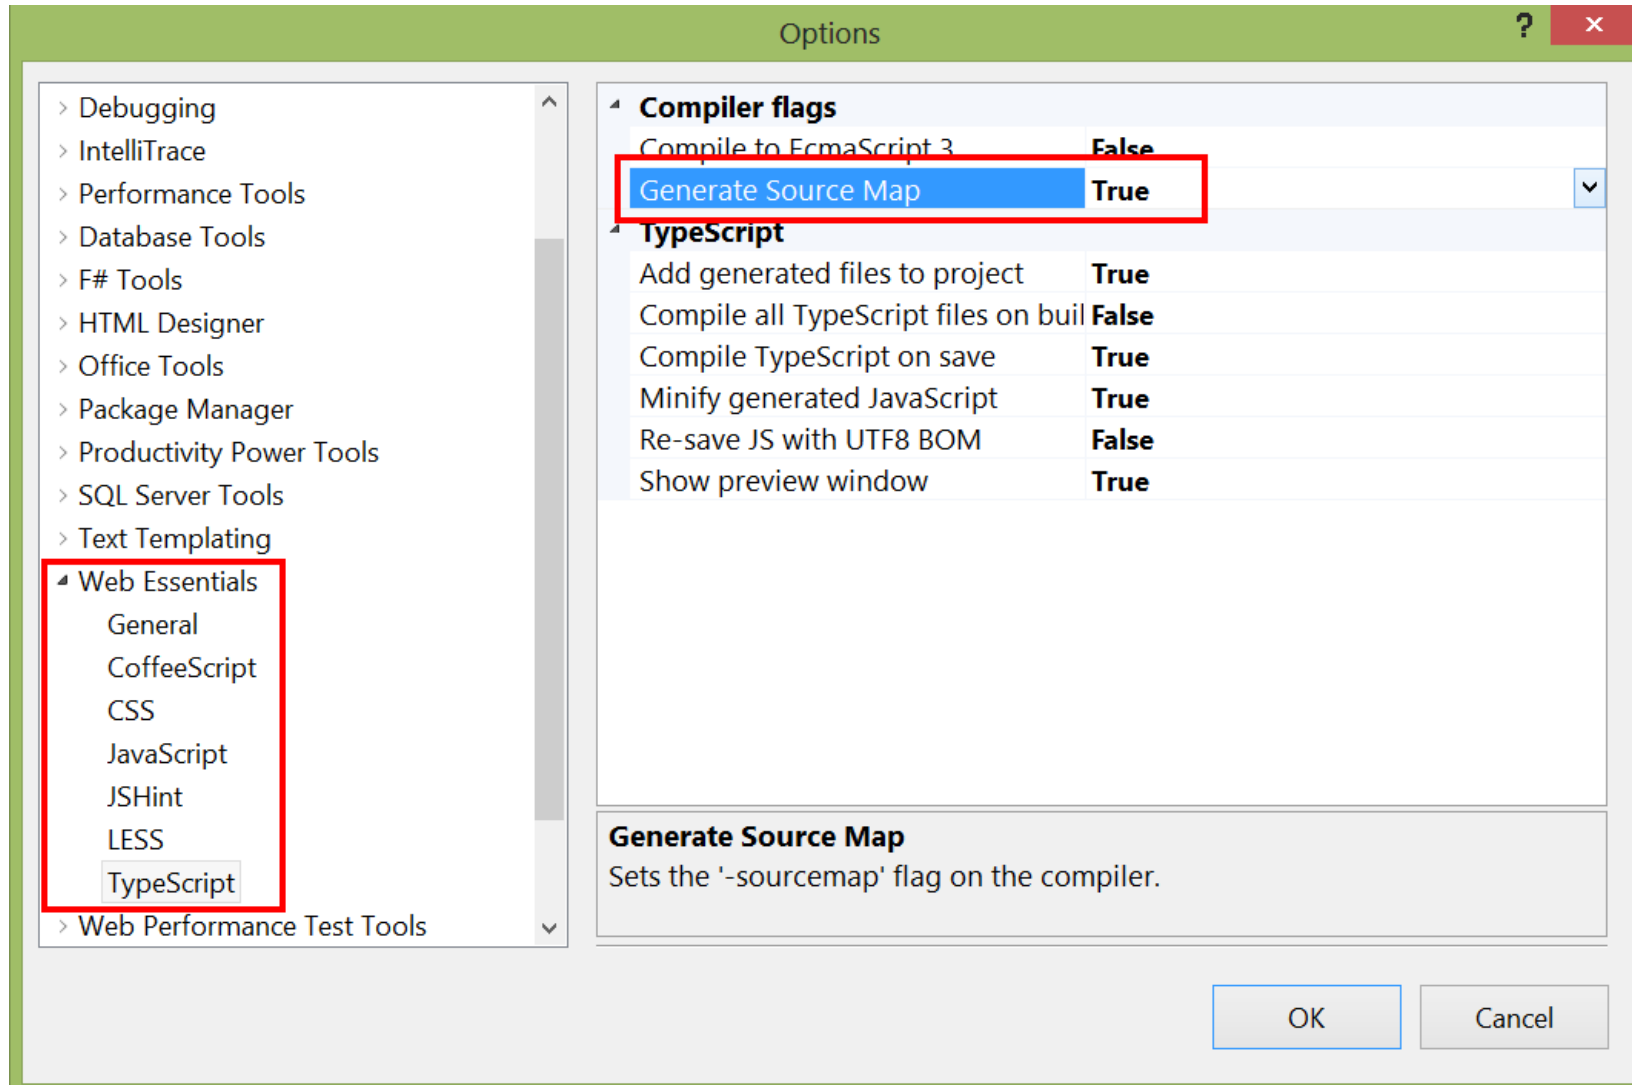 Options
?
Debugging
IntelliTrace
Performance Tools
Database Tools
F# Tools
HTML Designer
Office Tools
Package Manager
Productivity Power Tools
SQL Server Tools
Text Templating
Web Essentials
General
CoffeeScript
CSS
JavaScript
JSHint
LESS
TypeScript
Web Performance Test Tools
Compiler flags
Compile to EcmaScript 3 False
Generate Source Map True
TypeScript
Add generated files to project True
Compile all TypeScript files on buil False
Compile TypeScript on save True
Minify generated JavaScript True
Re-save JS with UTF8 BOM False
Show preview window True
Generate Source Map
Sets the '-sourcemap' flag on the compiler.
OK Cancel